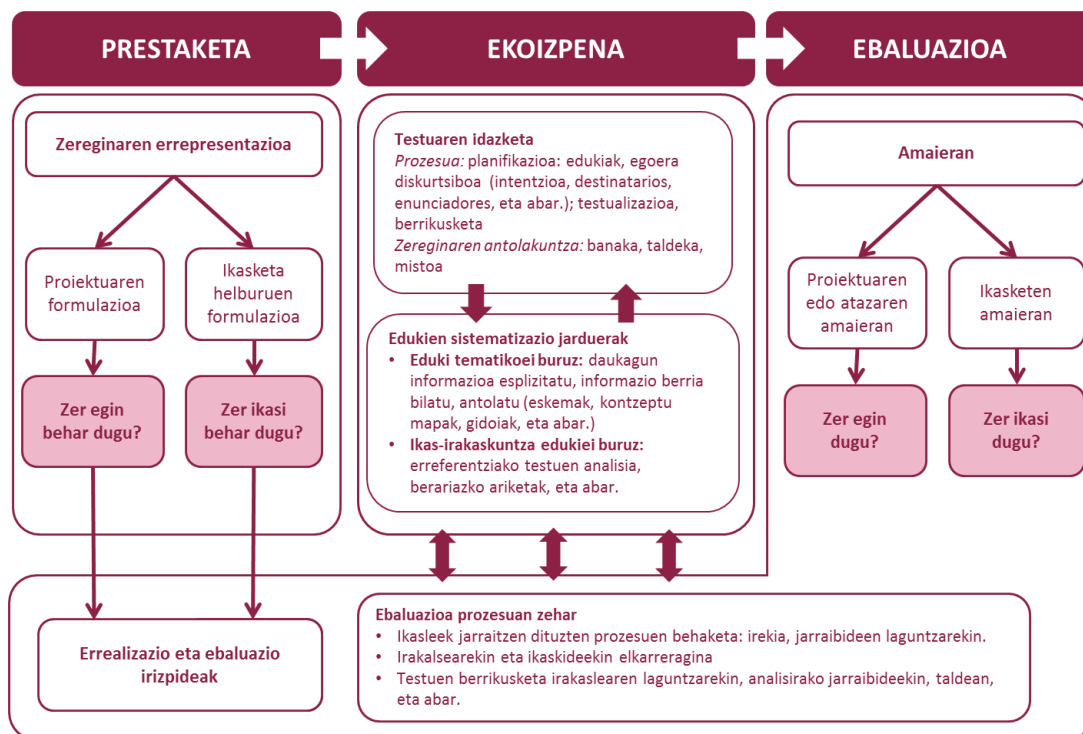 PRESTAKETA
EKOIZPENA
EBALUAZIOA
Zereginaren errepresentazioa
Proiektuaren
formulazioa
Ikasketa
helburuen
formulazioa
Zer egin
behar dugu?
Zer ikasi
behar dugu?
Testuaren idazketa
Prozesua: planifikazioa: edukiak, egoera
diskurtsiboa (intentzioa, destinatarios,
enunciadores, eta abar.); testualizazioa,
berrikusketa
Zereginaren antolakuntza: banaka, taldeka,
mistoa
Edukien sistematizazio jarduerak
• Eduki tematikoei buruz: daukagun
informazioa esplizitatu, informazio berria
bilatu, antolatu (eskemak, kontzeptu
mapak, gidoiak, eta abar.)
• Ikas-irakaskuntza edukiei buruz:
erreferentziako testuen analisia,
berariazko ariketak, eta abar.
Amaieran
Proiektuaren
edo atazaren
amaieran
Ikasketen
amaieran
Zer egin
dugu?
Zer ikasi
dugu?
Errealizazio eta ebaluazio
irizpideak
Ebaluazioa prozesuan zehar
• Ikasleek jarraitzen dituzten prozesuen behaketa: irekia, jarraibideen laguntzarekin.
• Irakalsearekin eta ikaskideekin elkarreragina
• Testuen berrikusketa irakaslearen laguntzarekin, analisirako jarraibideekin, taldean,
eta abar.